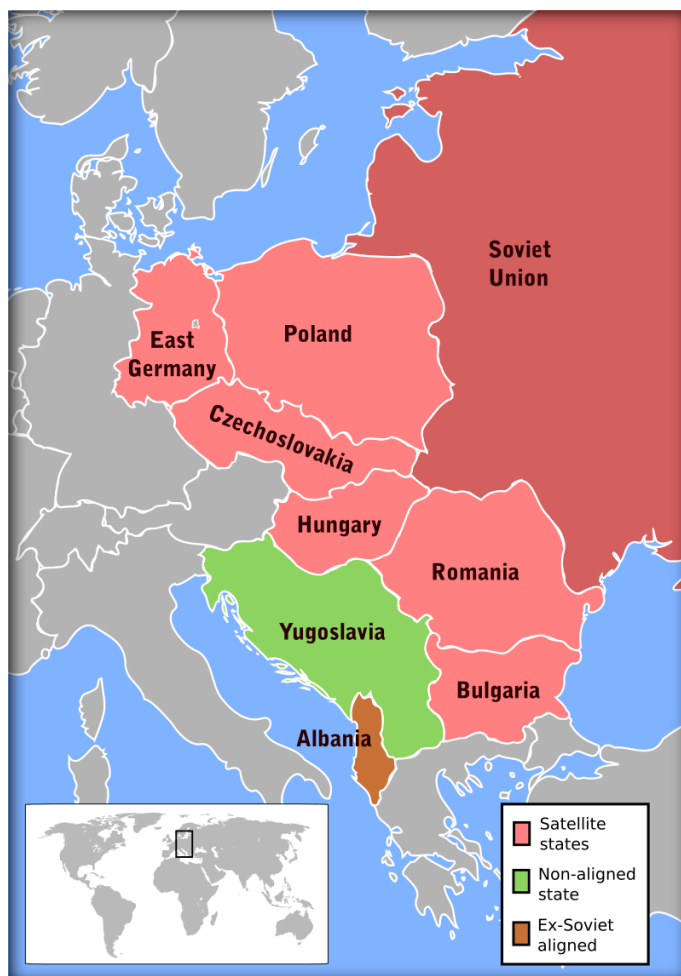 Soviet
Union
Poland
East
Germany
Czechoslovakia
Hungary
Romania
Yugoslavia
Bulgaria
Albania
Satellite
states
Non-aligned
state
Ex-Soviet
aligned